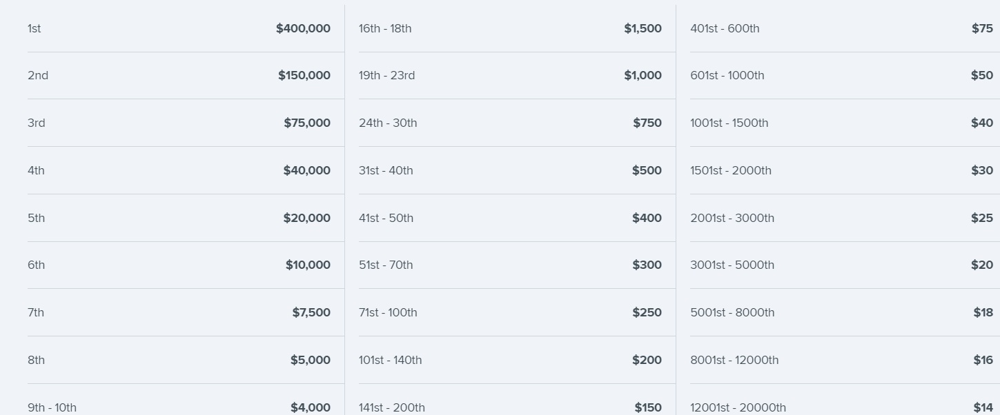 1st $400,000
2nd $150,000
3rd $75,000
4th $40,000
5th $20,000
6th $10,000
7th $7,500
8th $5,000
9th - 10th $4,000
16th - 18th $1,500
19th - 23rd $1,000
24th - 30th $750
31st - 40th $500
41st - 50th $400
51st - 70th $300
71st - 100th $250
101st - 140th $200
141st - 200th $150
401st - 600th $75
601st - 1000th $50
1001st - 1500th $40
1501st - 2000th $30
2001st - 3000th $25
3001st - 5000th $20
5001st - 8000th $18
8001st - 12000th $16
12001st - 20000th $14